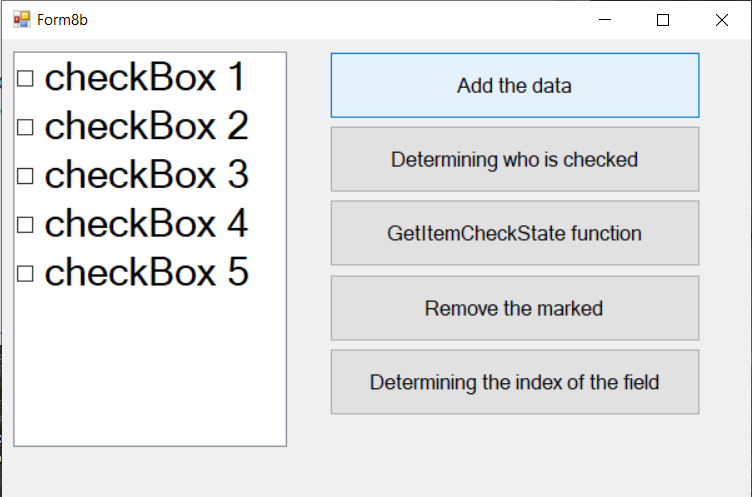 Form8b
checkBox 1
checkBox 2
checkBox 3
checkBox 4
checkBox 5
Add the data
Determining who is checked
GetItemCheckState function
Remove the marked
Determining the index of the field